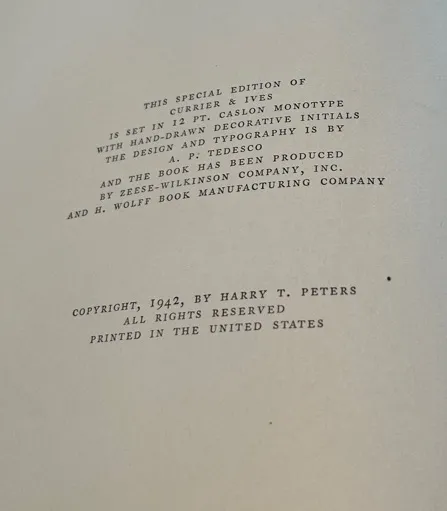 THIS SPECIAL EDITION OF
CURRIER & IVES
IS SET IN 12 PT. CASLON MONOTYPE
WITH HAND-DRAWN DECORATIVE INITIALS
THE DESIGN AND TYPOGRAPHY IS BY
A. P. TEDESCO
AND THE BOOK HAS BEEN PRODUCED
BY ZEESE-WILKINSON COMPANY, INC.
AND H. WOLFF BOOK MANUFACTURING COMPANY
COPYRIGHT, 1942, BY HARRY T. PETERS
ALL RIGHTS RESERVED
PRINTED IN THE UNITED STATES